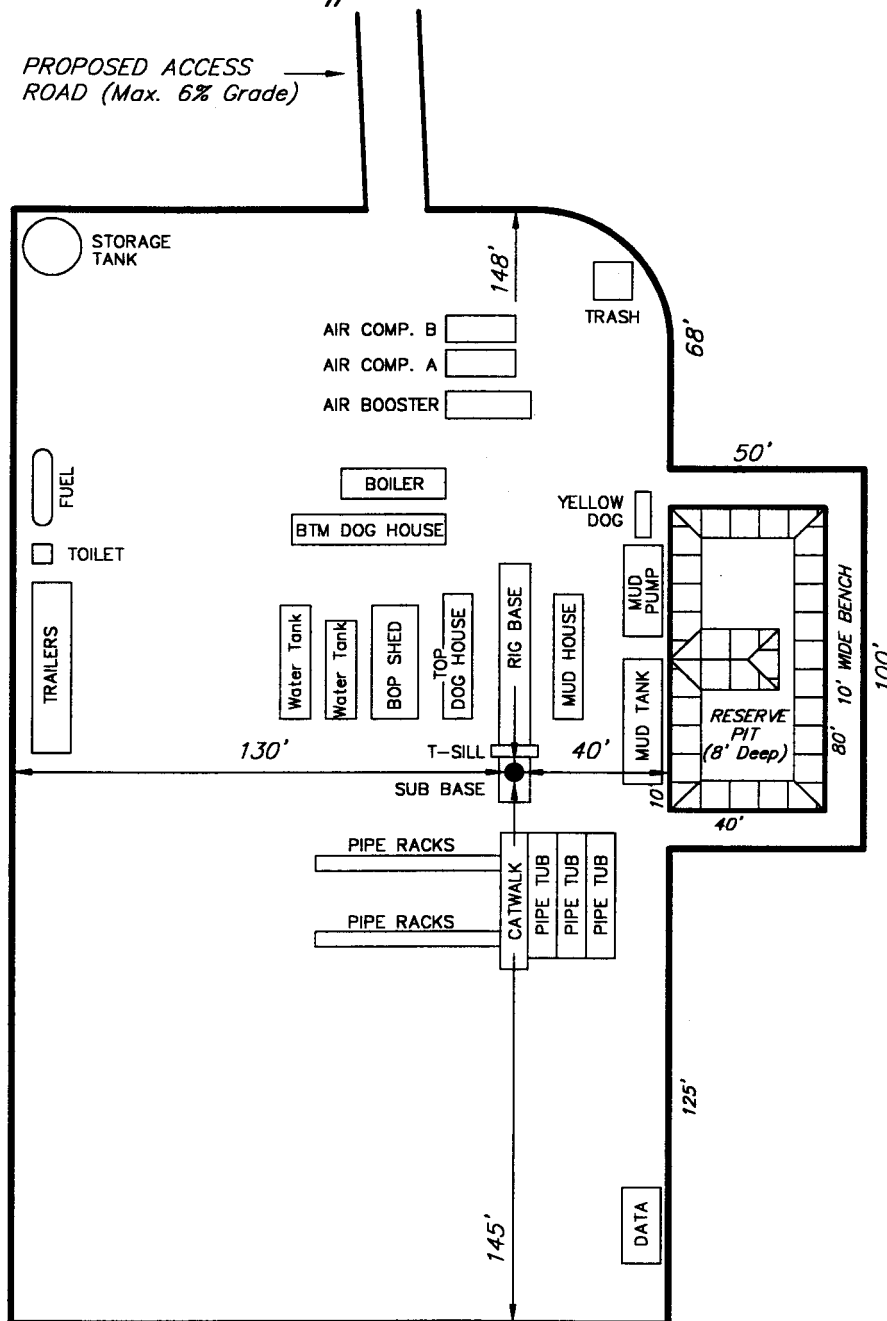 PROPOSED ACCESS
ROAD (Max. 6% Grade)
STORAGE
TANK
148'
TRASH
AIR COMP. B
68'
AIR COMP. A
AIR BOOSTER
50'
FUEL
BOILER
YELLOW
DOG
BTM DOG HOUSE
TOILET
MUD
PUMP
TRAILERS
Water Tank
Water Tank
BOP SHED
TOP
DOG HOUSE
RIG BASE
MUD HOUSE
MUD TANK
10' WIDE BENCH
100'
RESERVE
PIT
(8' Deep)
80'
130'
T-SILL
40'
SUB BASE
10'
40'
PIPE RACKS
CATWALK
PIPE TUB
PIPE TUB
PIPE TUB
PIPE RACKS
125'
DATA
145'